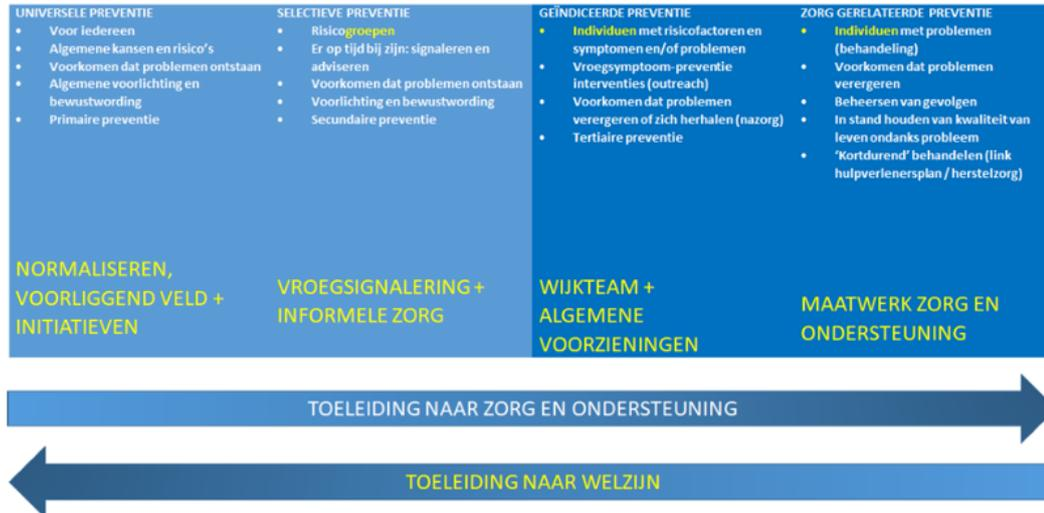 UNIVERSELE PREVENTIE
• Voor iedereen
• Algemene kansen en risico's
• Voorkomen dat problemen ontstaan
• Algemene voorlichting en
bewustwording
• Primaire preventie
NORMALISEREN,
VOORLIGGEND VELD +
INITIATIEVEN
SELECTIEVE PREVENTIE
• Risicogroepen
• Er op tijd bij zijn: signaleren en
adviseren
• Voorkomen dat problemen ontstaan
• Voorlichting en bewustwording
• Secundaire preventie
VROEGSIGNALERING +
INFORMELE ZORG
GEÏNDICEERDE PREVENTIE
• Individuen met risicofactoren en
symptomen en/of problemen
• Vroegsymptoom-preventie
interventies (outreach)
• Voorkomen dat problemen
verergeren of zich herhalen (nazorg)
• Tertiaire preventie
WIJKTEAM +
ALGEMENE
VOORZIENINGEN
ZORG GERELATEERDE PREVENTIE
• Individuen met problemen
(behandeling)
• Voorkomen dat problemen
verergeren
• Beheersen van gevolgen
• In stand houden van kwaliteit van
leven ondanks probleem
• 'Kortdurend' behandelen (link
hulpverlenersplan / herstelzorg)
MAATWERK ZORG EN
ONDERSTEUNING
TOELEIDING NAAR ZORG EN ONDERSTEUNING
TOELEIDING NAAR WELZIJN